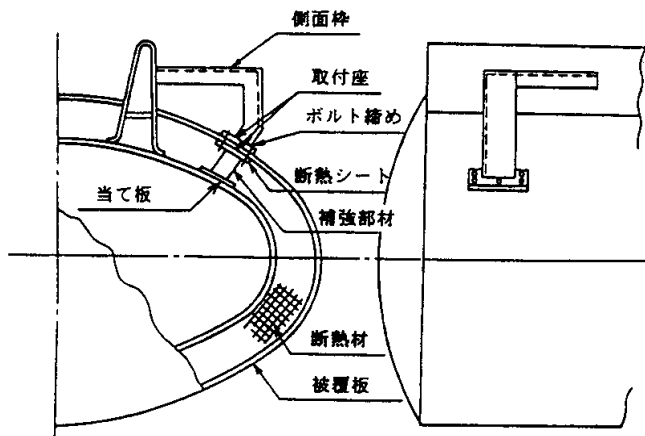 側面枠
取付座
ボルト締め
断熱シート
当て板
補強部材
断熱材
被覆板